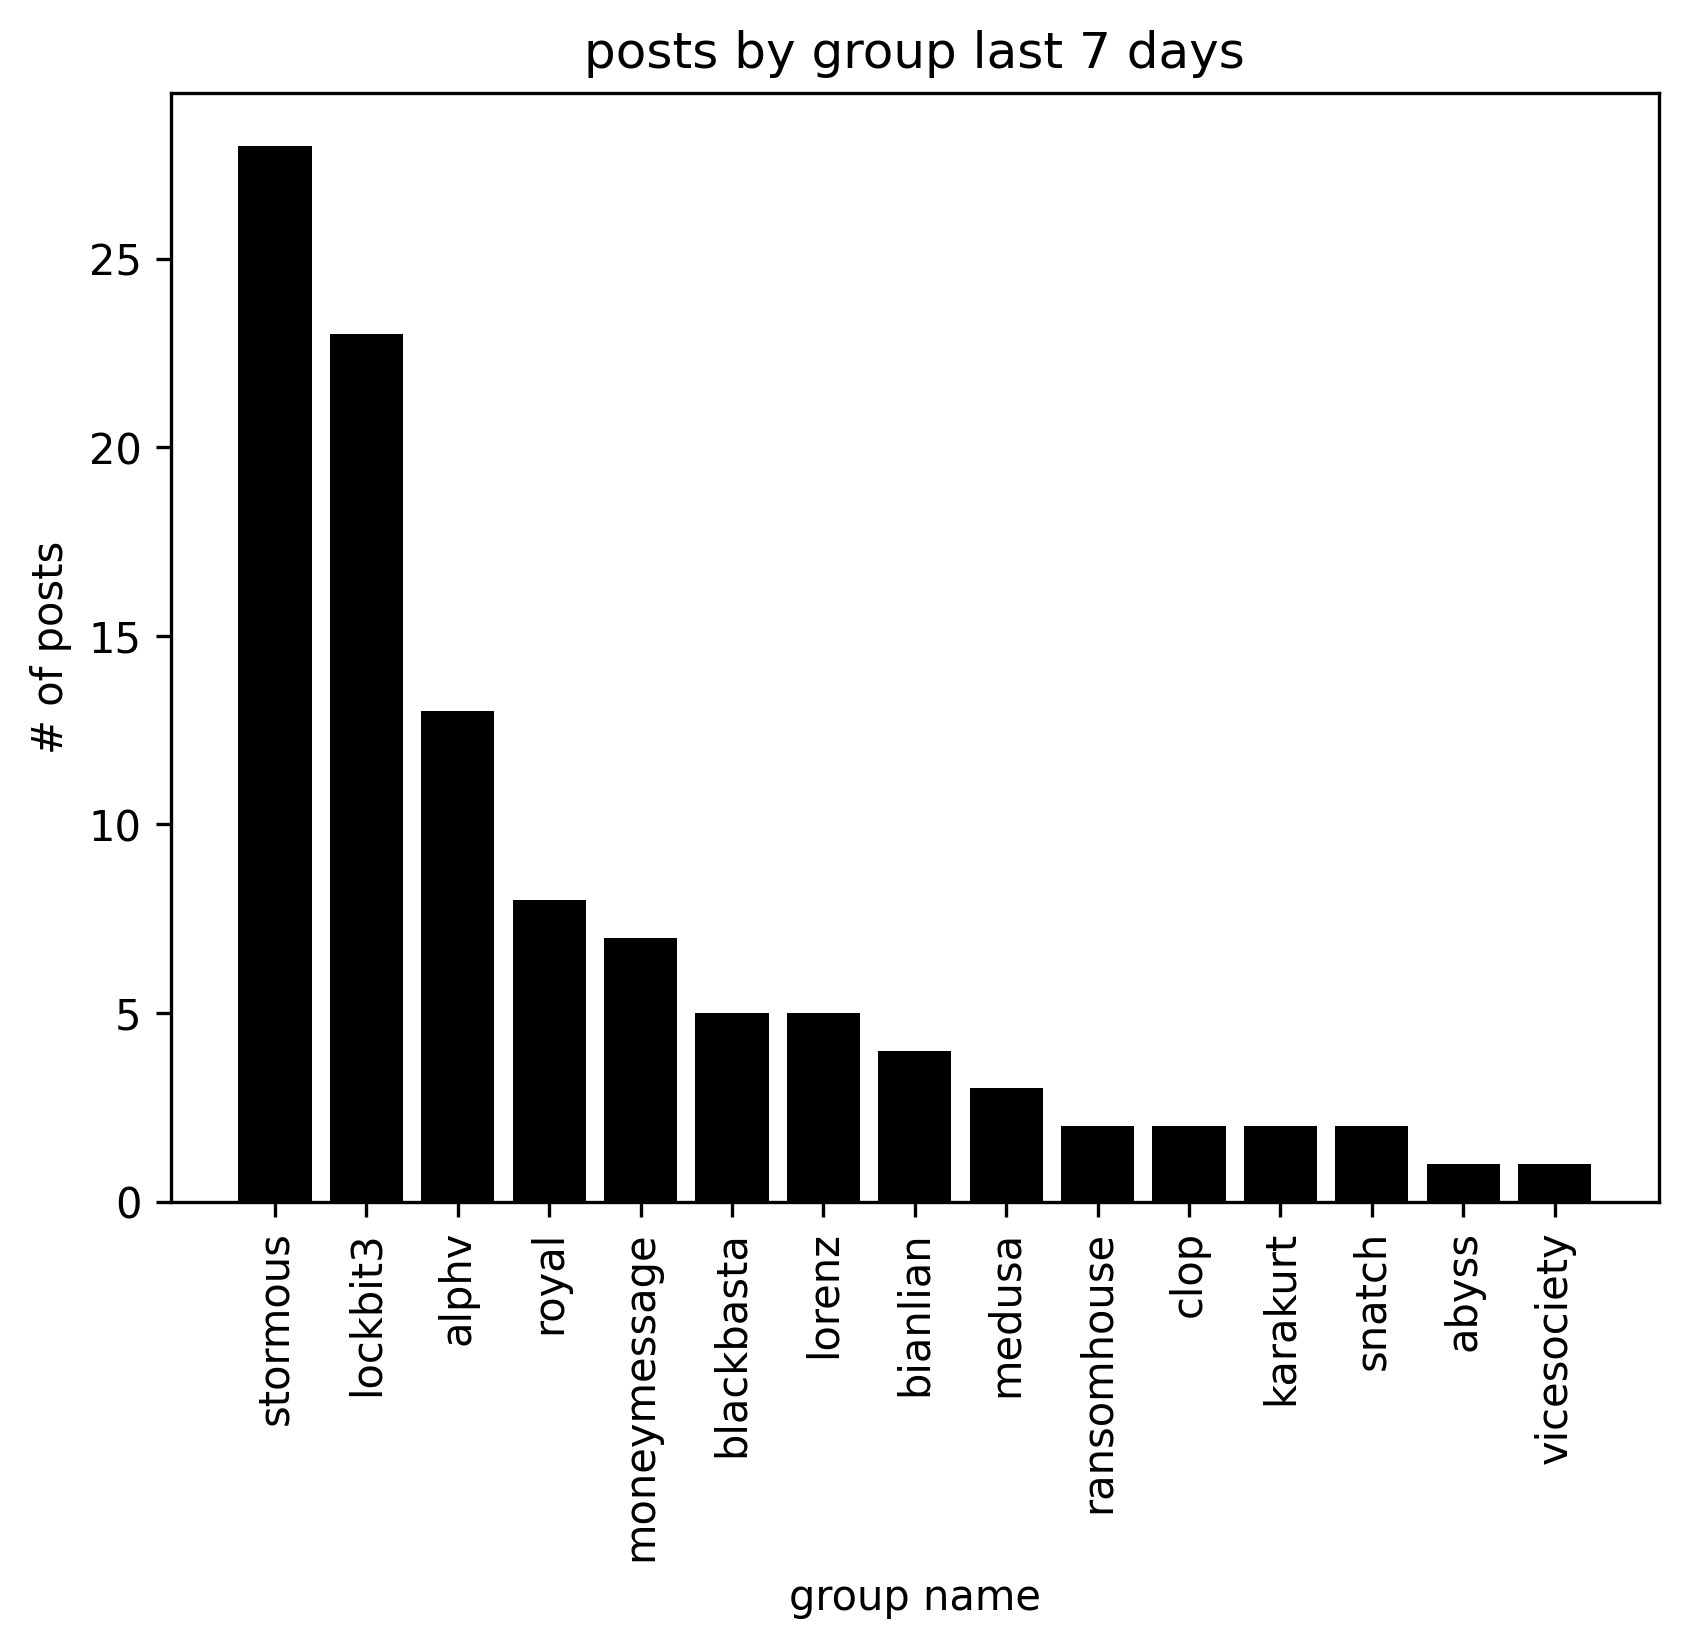 posts by group last 7 days
# of posts
25
20
15
10
5
0
stormous
lockbit3
alphv
royal
moneymessage
blackbasta
lorenz
bianlian
medusa
ransomhouse
clop
karakurt
snatch
abyss
vicesociety
group name